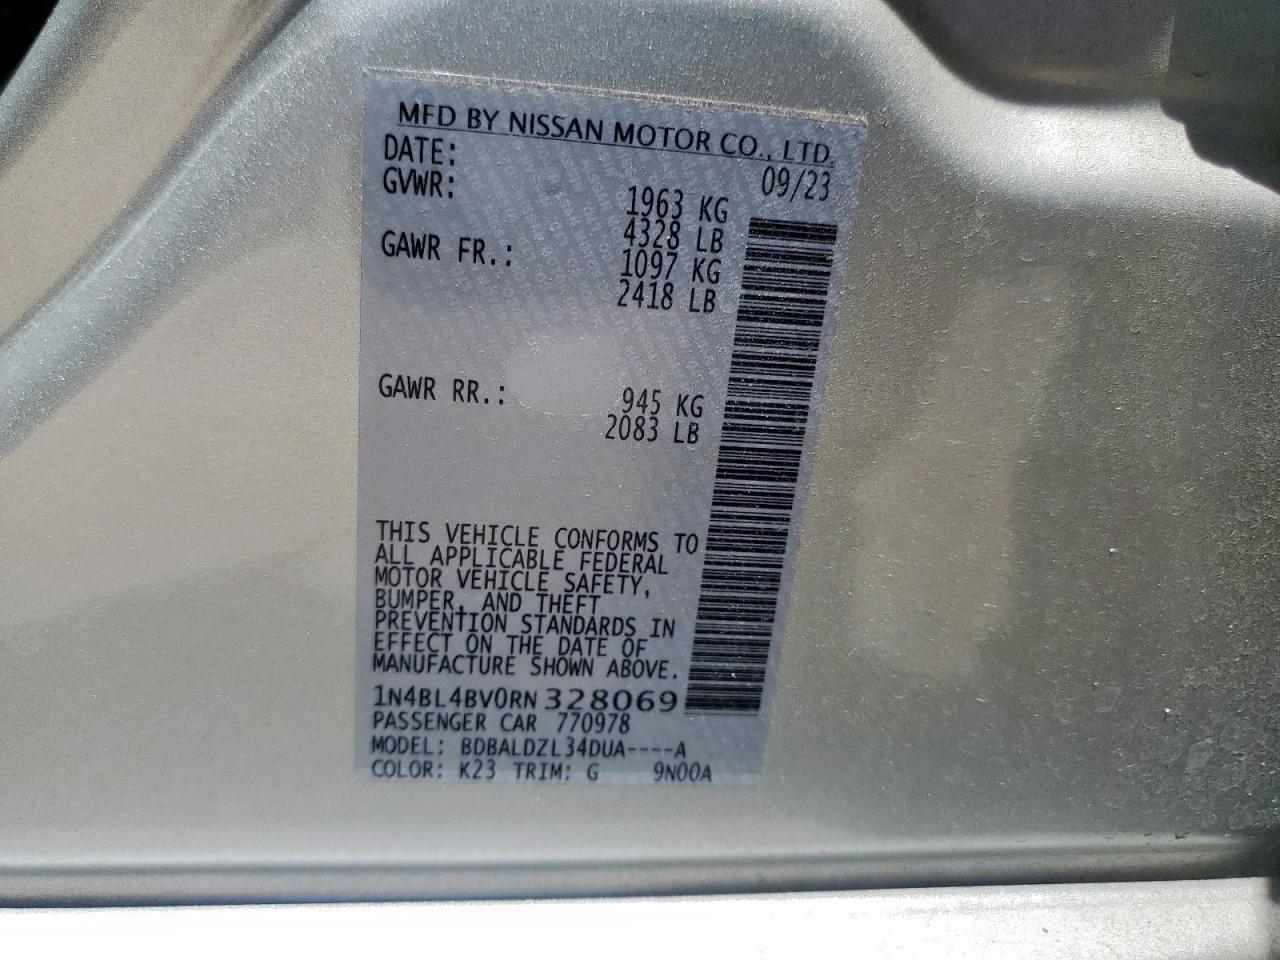 MFD BY NISSAN MOTOR CO., LTD.
DATE: 09/23
GVWR: 1963 KG
4328 LB
GAWR FR.: 1097 KG
2418 LB
GAWR RR.: 945 KG
2083 LB
THIS VEHICLE CONFORMS TO
ALL APPLICABLE FEDERAL
MOTOR VEHICLE SAFETY,
BUMPER, AND THEFT
PREVENTION STANDARDS IN
EFFECT ON THE DATE OF
MANUFACTURE SHOWN ABOVE.
1N4BL4BV0RN328069
PASSENGER CAR 770978
MODEL: BDBALDZL34DUA----A
COLOR: K23 TRIM: G 9N00A